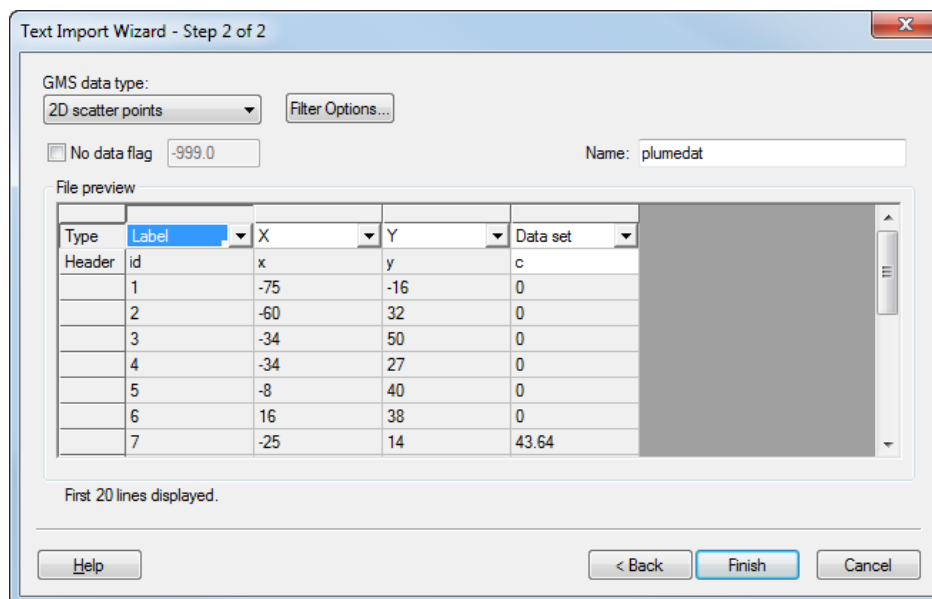 Text Import Wizard - Step 2 of 2
GMS data type:
2D scatter points Filter Options...
No data flag -999.0 Name: plumedat
File preview
Type Label X Y Data set
Header id x y c
1 -75 -16 0
2 -60 32 0
3 -34 50 0
4 -34 27 0
5 -8 40 0
6 16 38 0
7 -25 14 43.64
First 20 lines displayed.
Help < Back Finish Cancel